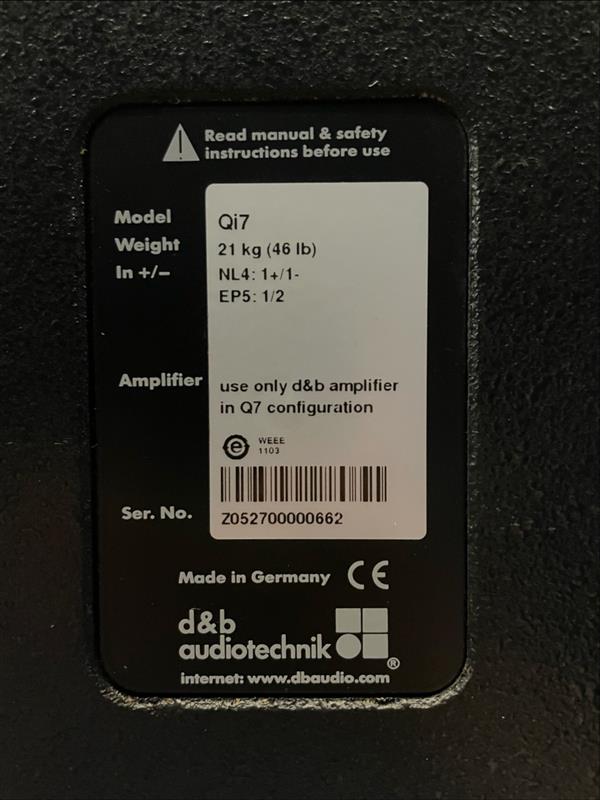 Read manual & safety
instructions before use
Model Qi7
Weight 21 kg (46 lb)
In +/– NL4: 1+/1-
EP5: 1/2
Amplifier use only d&b amplifier
in Q7 configuration
e WEEE
1103
Ser. No. Z052700000662
Made in Germany CE
d&b
audiotechnik ®
internet: www.dbaudio.com